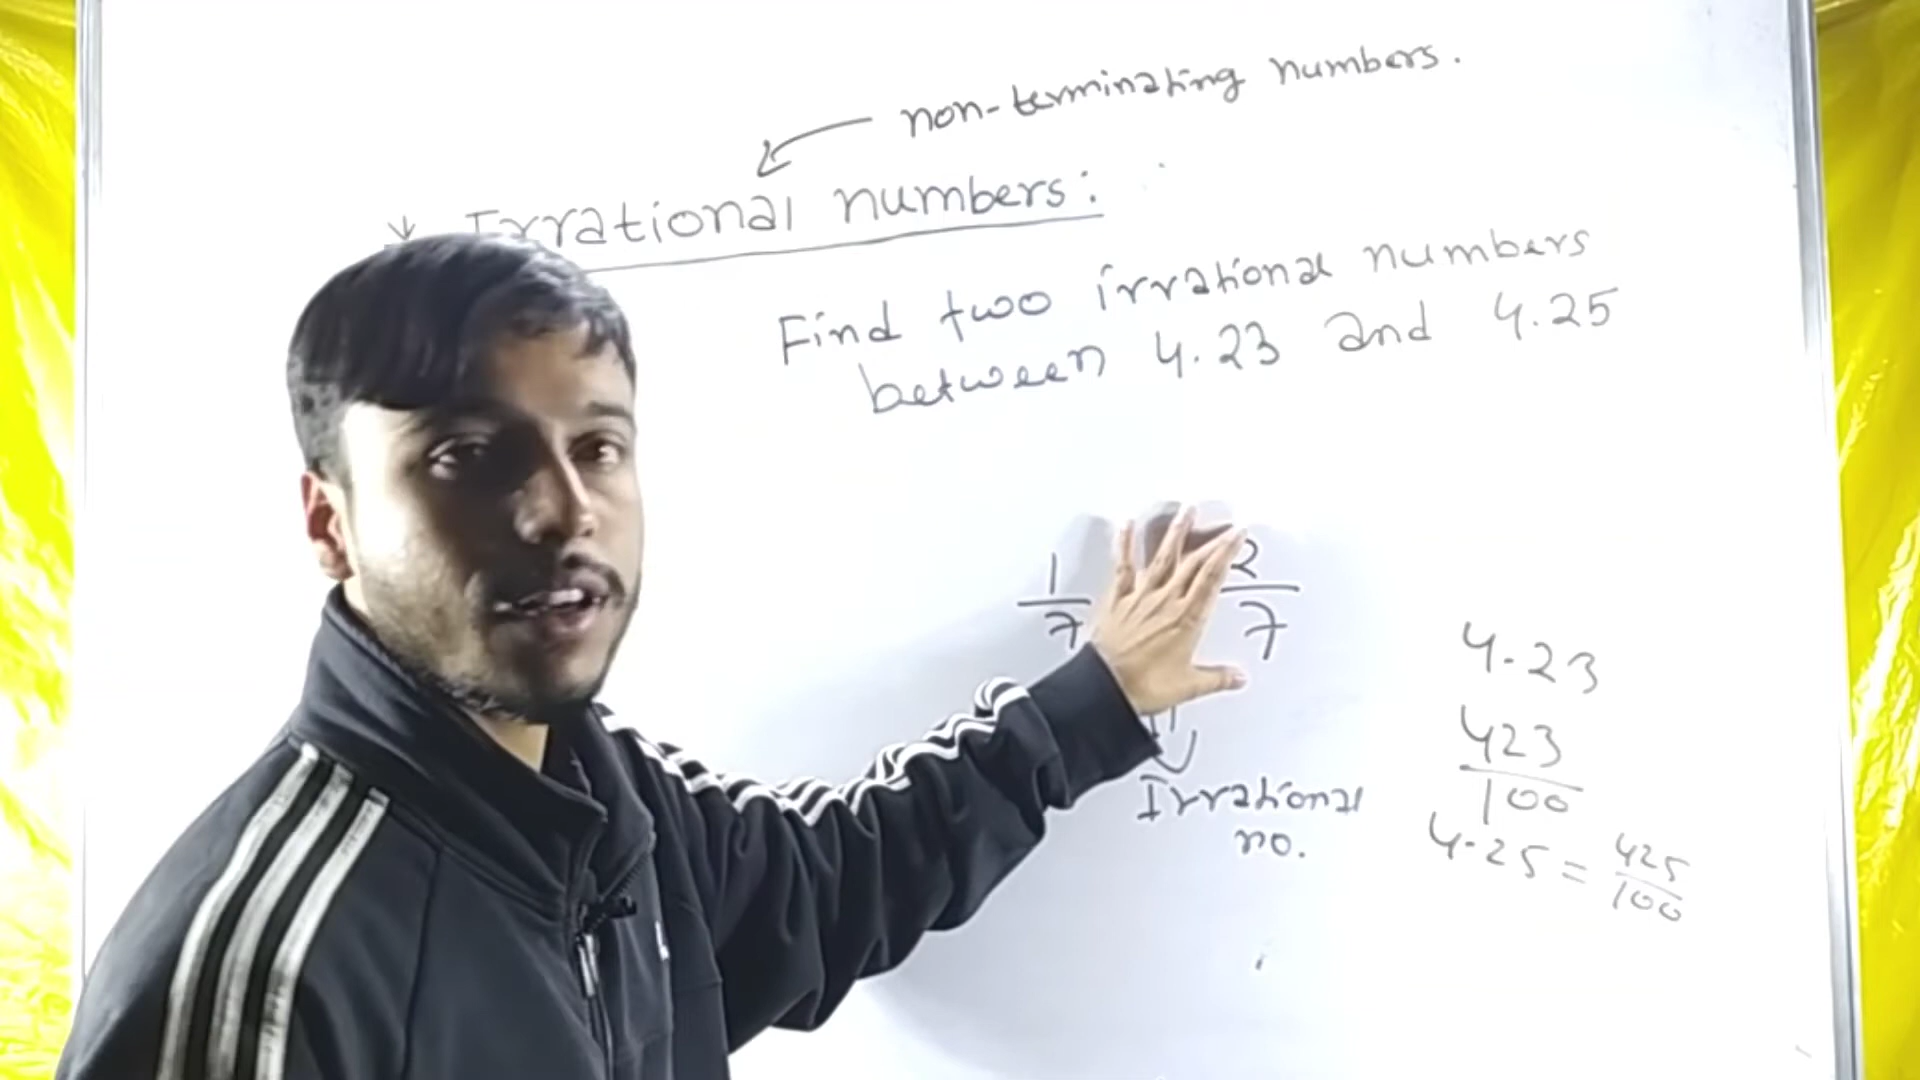 non-terminating numbers.
Irrational numbers:
Find two irrational numbers
between 4.23 and 4.25
1/7 2/7
Irrational
no.
4.23
423/100
4.25 = 425/100